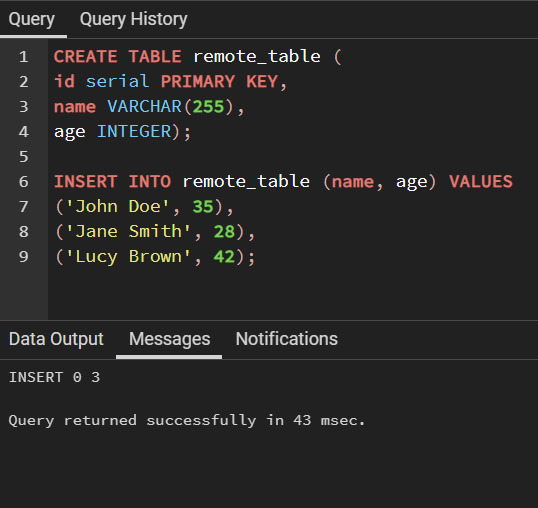 Query Query History
1 CREATE TABLE remote_table (
2 id serial PRIMARY KEY,
3 name VARCHAR(255),
4 age INTEGER);
5
6 INSERT INTO remote_table (name, age) VALUES
7 ('John Doe', 35),
8 ('Jane Smith', 28),
9 ('Lucy Brown', 42);
Data Output Messages Notifications
INSERT 0 3
Query returned successfully in 43 msec.